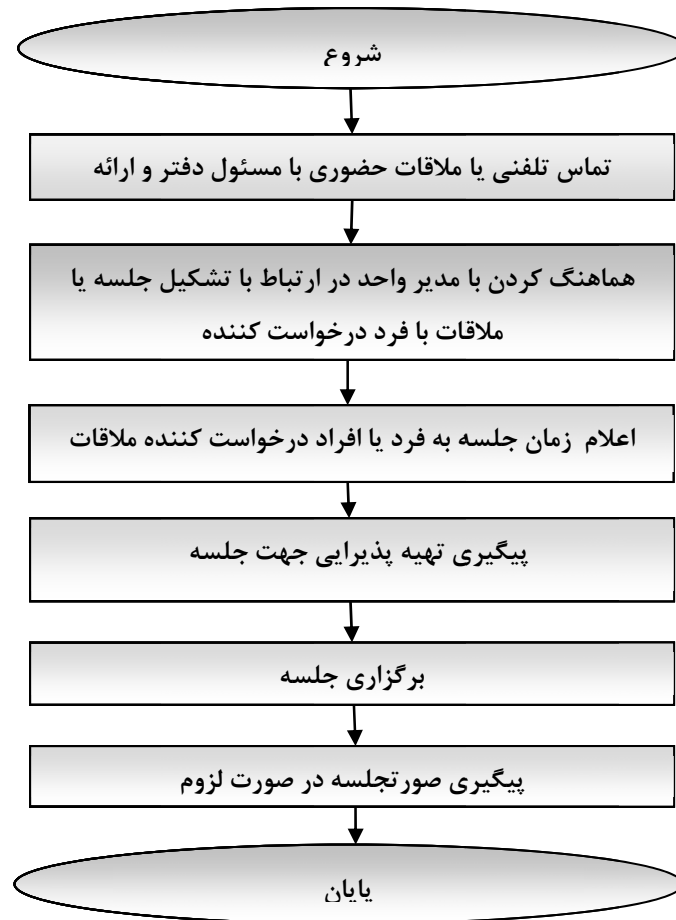 شروع
تماس تلفنی یا ملاقات حضوری با مسئول دفتر و ارائه
هماهنگ کردن با مدیر واحد در ارتباط با تشکیل جلسه یا
ملاقات با فرد درخواست کننده
اعلام زمان جلسه به فرد یا افراد درخواست کننده ملاقات
پیگیری تهیه پذیرایی جهت جلسه
برگزاری جلسه
پیگیری صورتجلسه در صورت لزوم
پایان